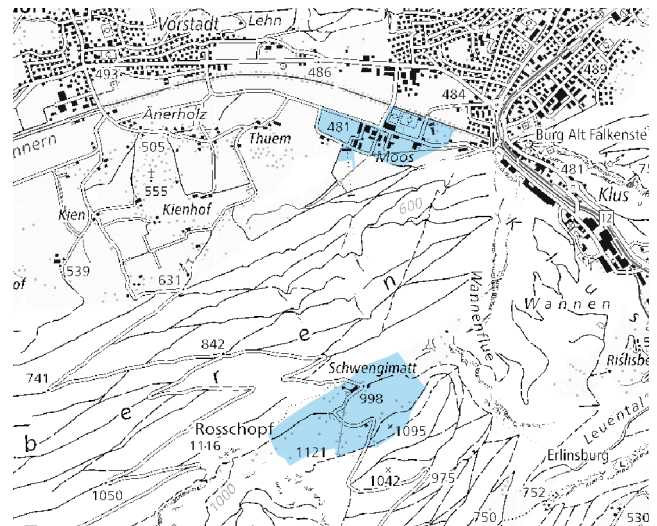 Vorstadt
Lehn
493
486
489
484
Änerholz
481
Thuem
Moos
505
Burg Alt Falkenste
nnern
555
481
Klus
Kien
Kienhof
600
12
539
631
of
K l u s
n
Wannenflue
Wannen
842
e
741
Schwengimatt
Rislisbe
r
998
e
Rosschopf
1095
Leuental
b
1116
1121
Erlinsburg
1042
975
752
1050
1000
750
530